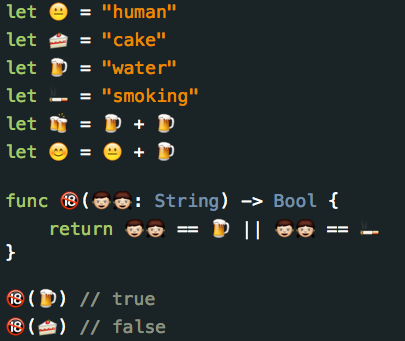 let 😐 = "human"
let 🍰 = "cake"
let 🍺 = "water"
let 🚬 = "smoking"
let 🍻 = 🍺 + 🍺
let 😊 = 😐 + 🍺
func 🔞(👦👧: String) -> Bool {
return 👦👧 == 🍺 || 👦👧 == 🚬
}
🔞(🍺) // true
🔞(🍰) // false